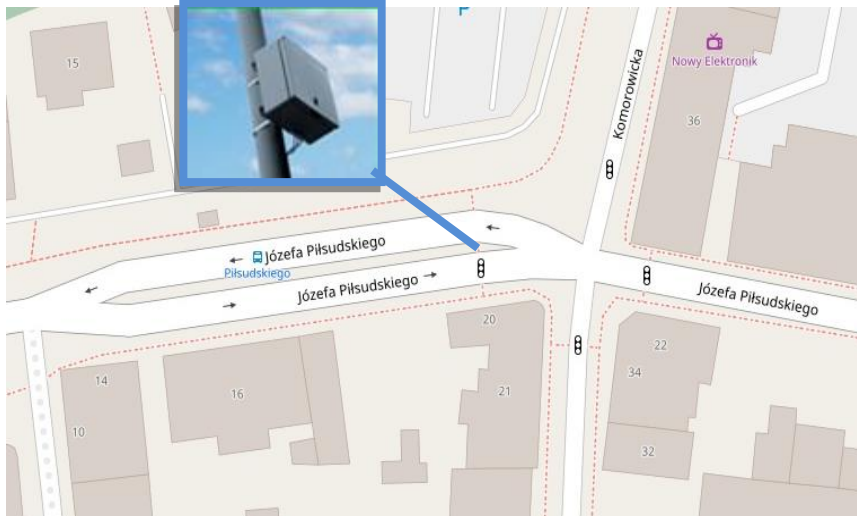 P
15
Nowy Elektronik
Komorowicka
36
Józefa Piłsudskiego
Piłsudskiego
Józefa Piłsudskiego
Józefa Piłsudskiego
20
22
14
16
34
21
10
32